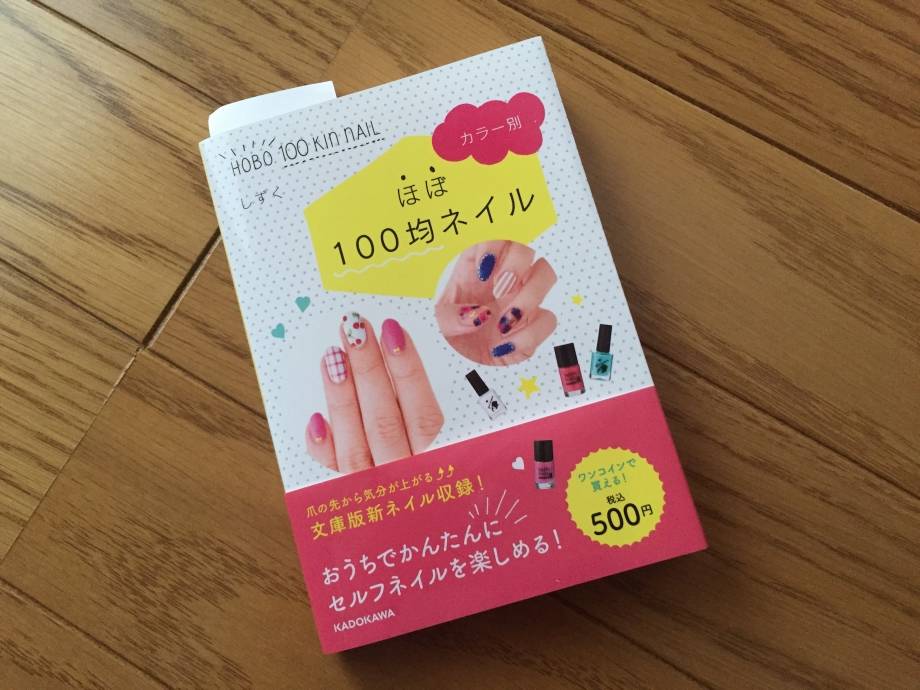 HOBO 100 KIN NAIL
しずく
カラー別
ほぼ
100均ネイル
爪の先から気分が上がる
文庫版新ネイル収録！
おうちでかんたんに
セルフネイルを楽しめる！
KADOKAWA
ワンコインで
買える！
税込
500円